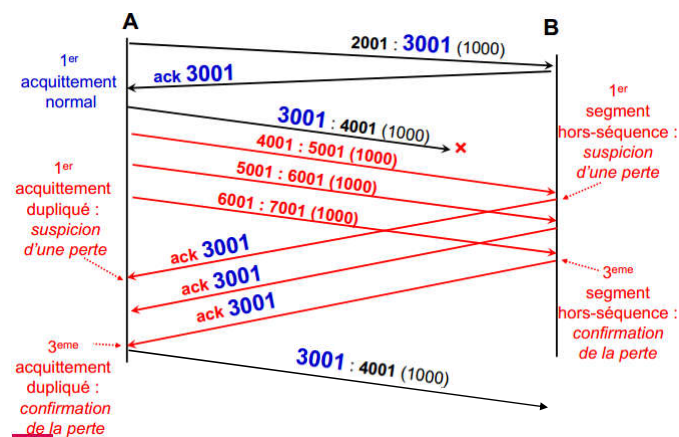 A
B
2001 : 3001 (1000)
1er
acquittement
normal
ack 3001
3001 : 4001 (1000)
×
4001 : 5001 (1000)
5001 : 6001 (1000)
6001 : 7001 (1000)
1er
segment
hors-séquence :
suspicion
d'une perte
1er
acquittement
dupliqué :
suspicion
d'une perte
ack 3001
ack 3001
ack 3001
3eme
segment
hors-séquence :
confirmation
de la perte
3eme
acquittement
dupliqué :
confirmation
de la perte
3001 : 4001 (1000)